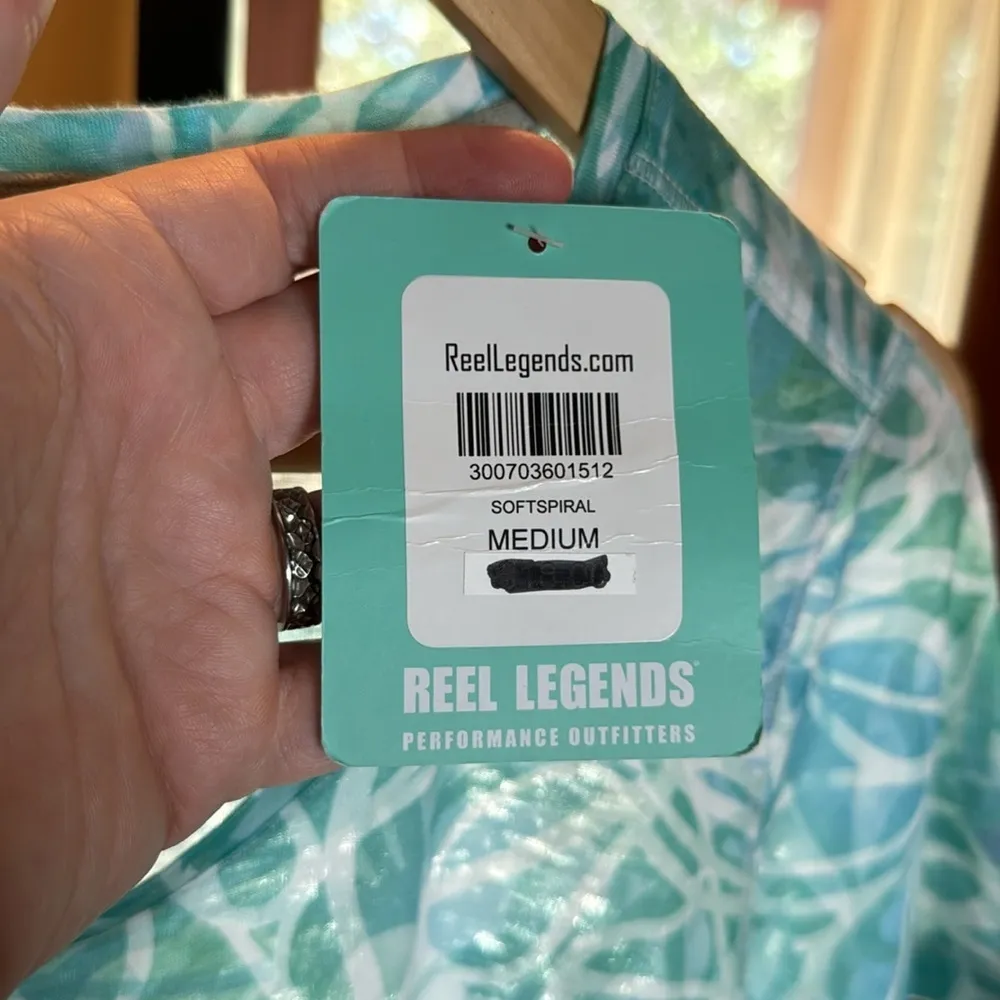 ReelLegends.com
300703601512
SOFTSPIRAL
MEDIUM
REEL LEGENDS®
PERFORMANCE OUTFITTERS